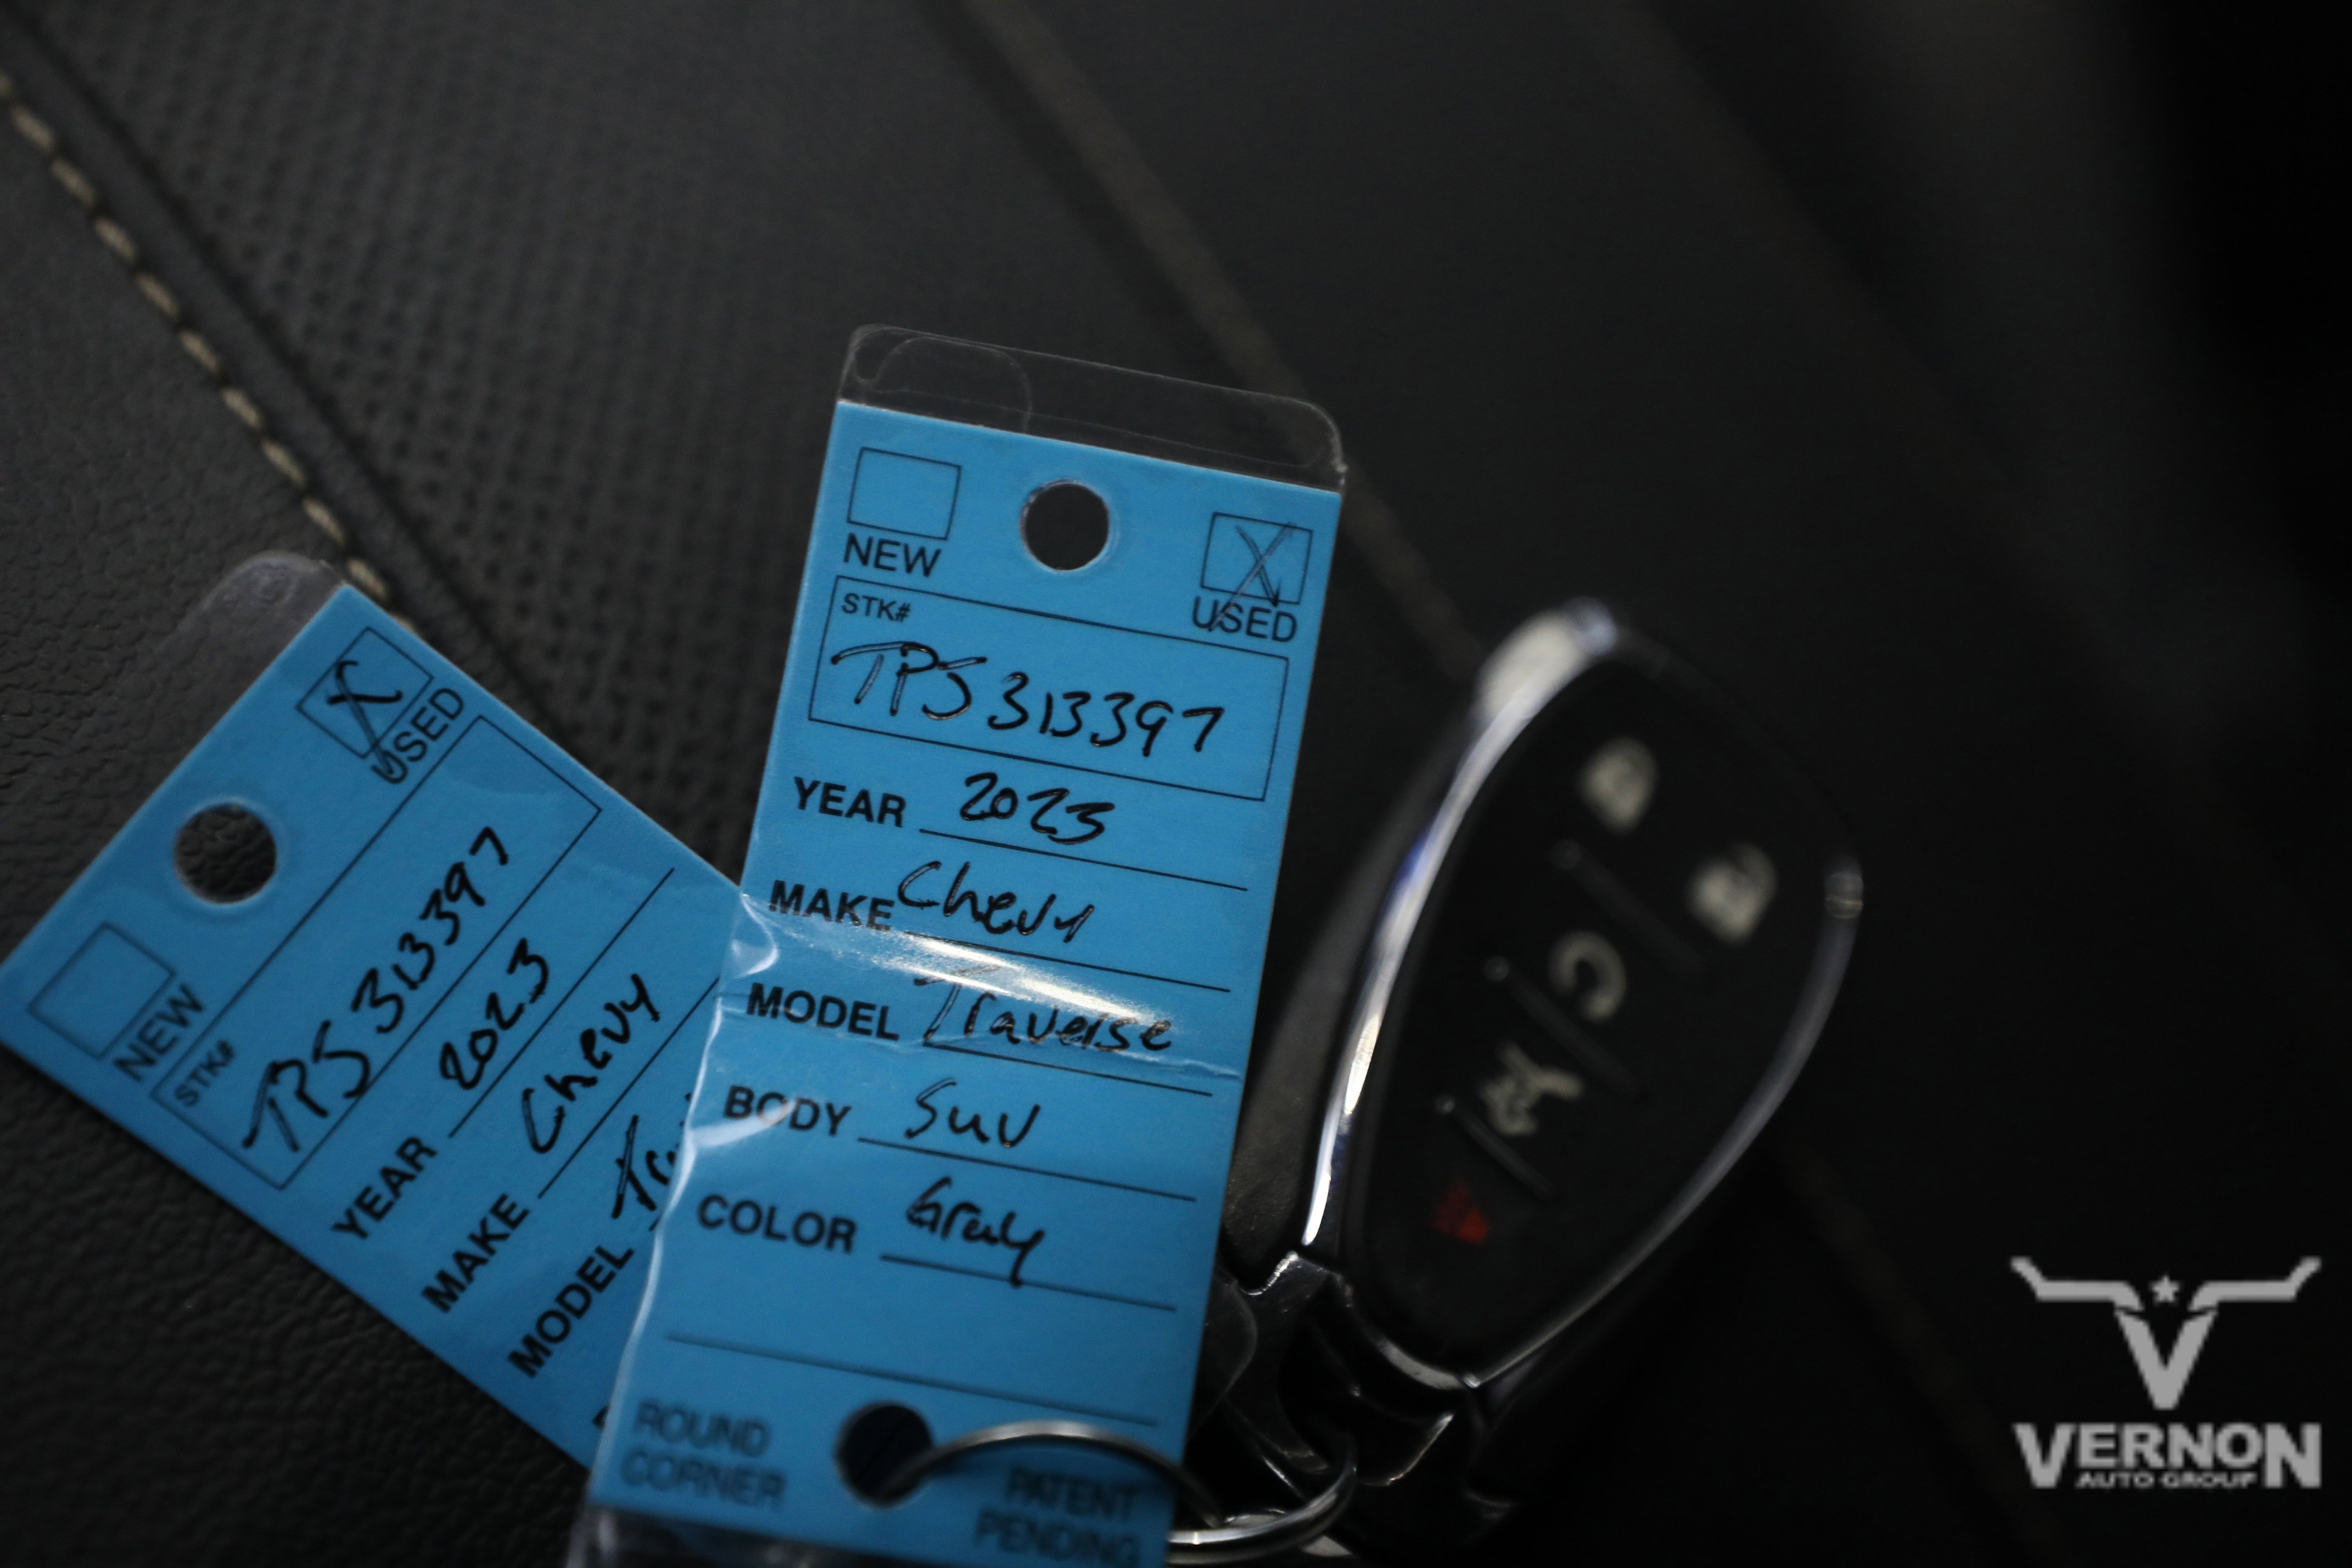 USED
NEW
STK# TPS313397
YEAR 2023
MAKE Chevy
MODEL
NEW
USED
STK#
TPS313397
YEAR 2023
MAKE Chevy
MODEL Traverse
BODY SUV
COLOR Gray
ROUND CORNER
PATENT PENDING
VERNON
AUTO GROUP